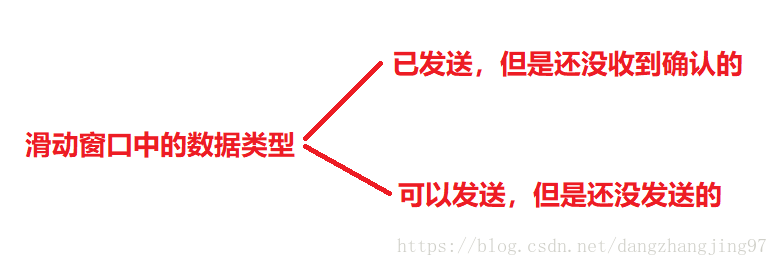 已发送，但是还没收到确认的
滑动窗口中的数据类型
可以发送，但是还没发送的
https://blog.csdn.net/dangzhangjing97